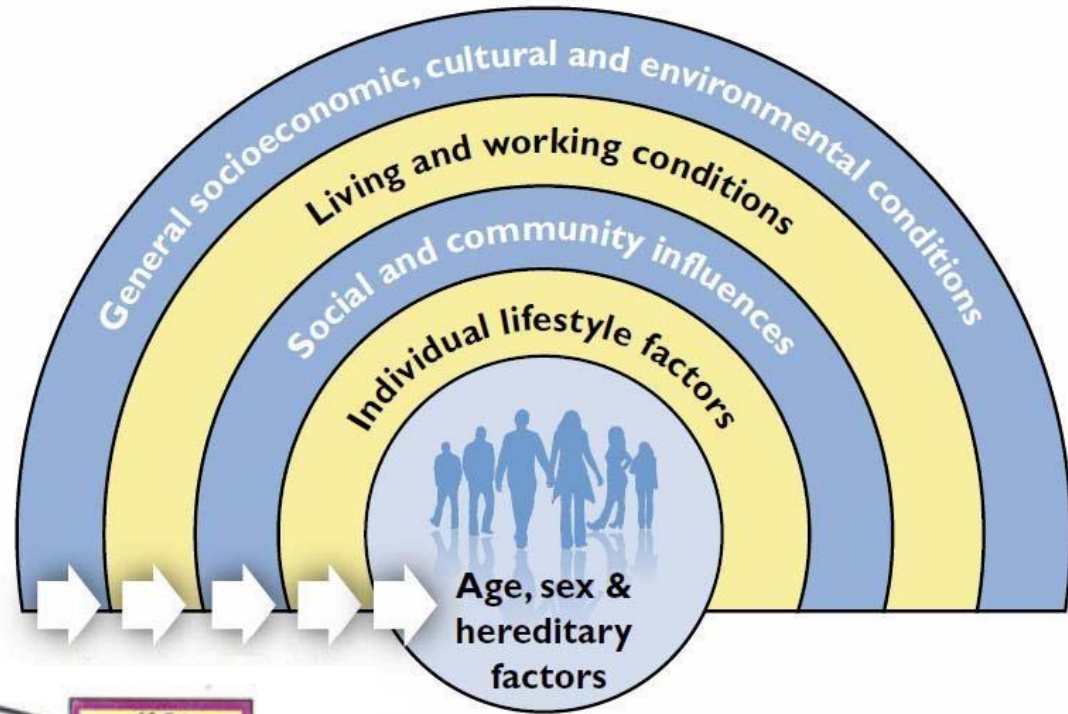 General socioeconomic, cultural and environmental conditions
Living and working conditions
Social and community influences
Individual lifestyle factors
Age, sex &
hereditary
factors